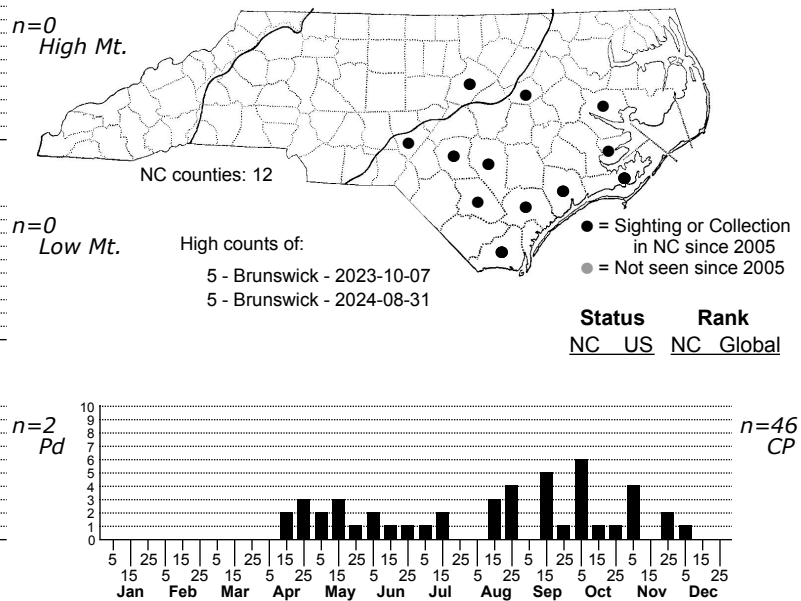 n=0
High Mt.
NC counties: 12
n=0
Low Mt.
High counts of:
5 - Brunswick - 2023-10-07
5 - Brunswick - 2024-08-31
= Sighting or Collection
in NC since 2005
= Not seen since 2005
Status Rank
NC US NC Global
n=2
Pd
n=46
CP
10
9
8
7
6
5
4
3
2
1
0
5 25 5 25 5 25 5 25 5 25 5 25 5 25 5 25 5 25 5 25 5 25 5 25
15 15 15 15 15 15 15 15 15 15 15 15
Jan Feb Mar Apr May Jun Jul Aug Sep Oct Nov Dec